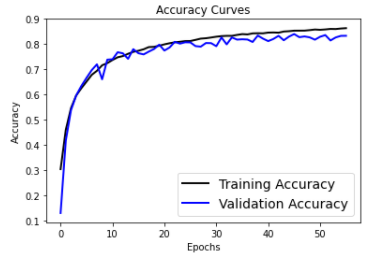 Accuracy Curves
0.9
0.8
0.7
0.6
0.5
0.4
0.3
0.2
0.1
Accuracy
Training Accuracy
Validation Accuracy
0 10 20 30 40 50
Epochs